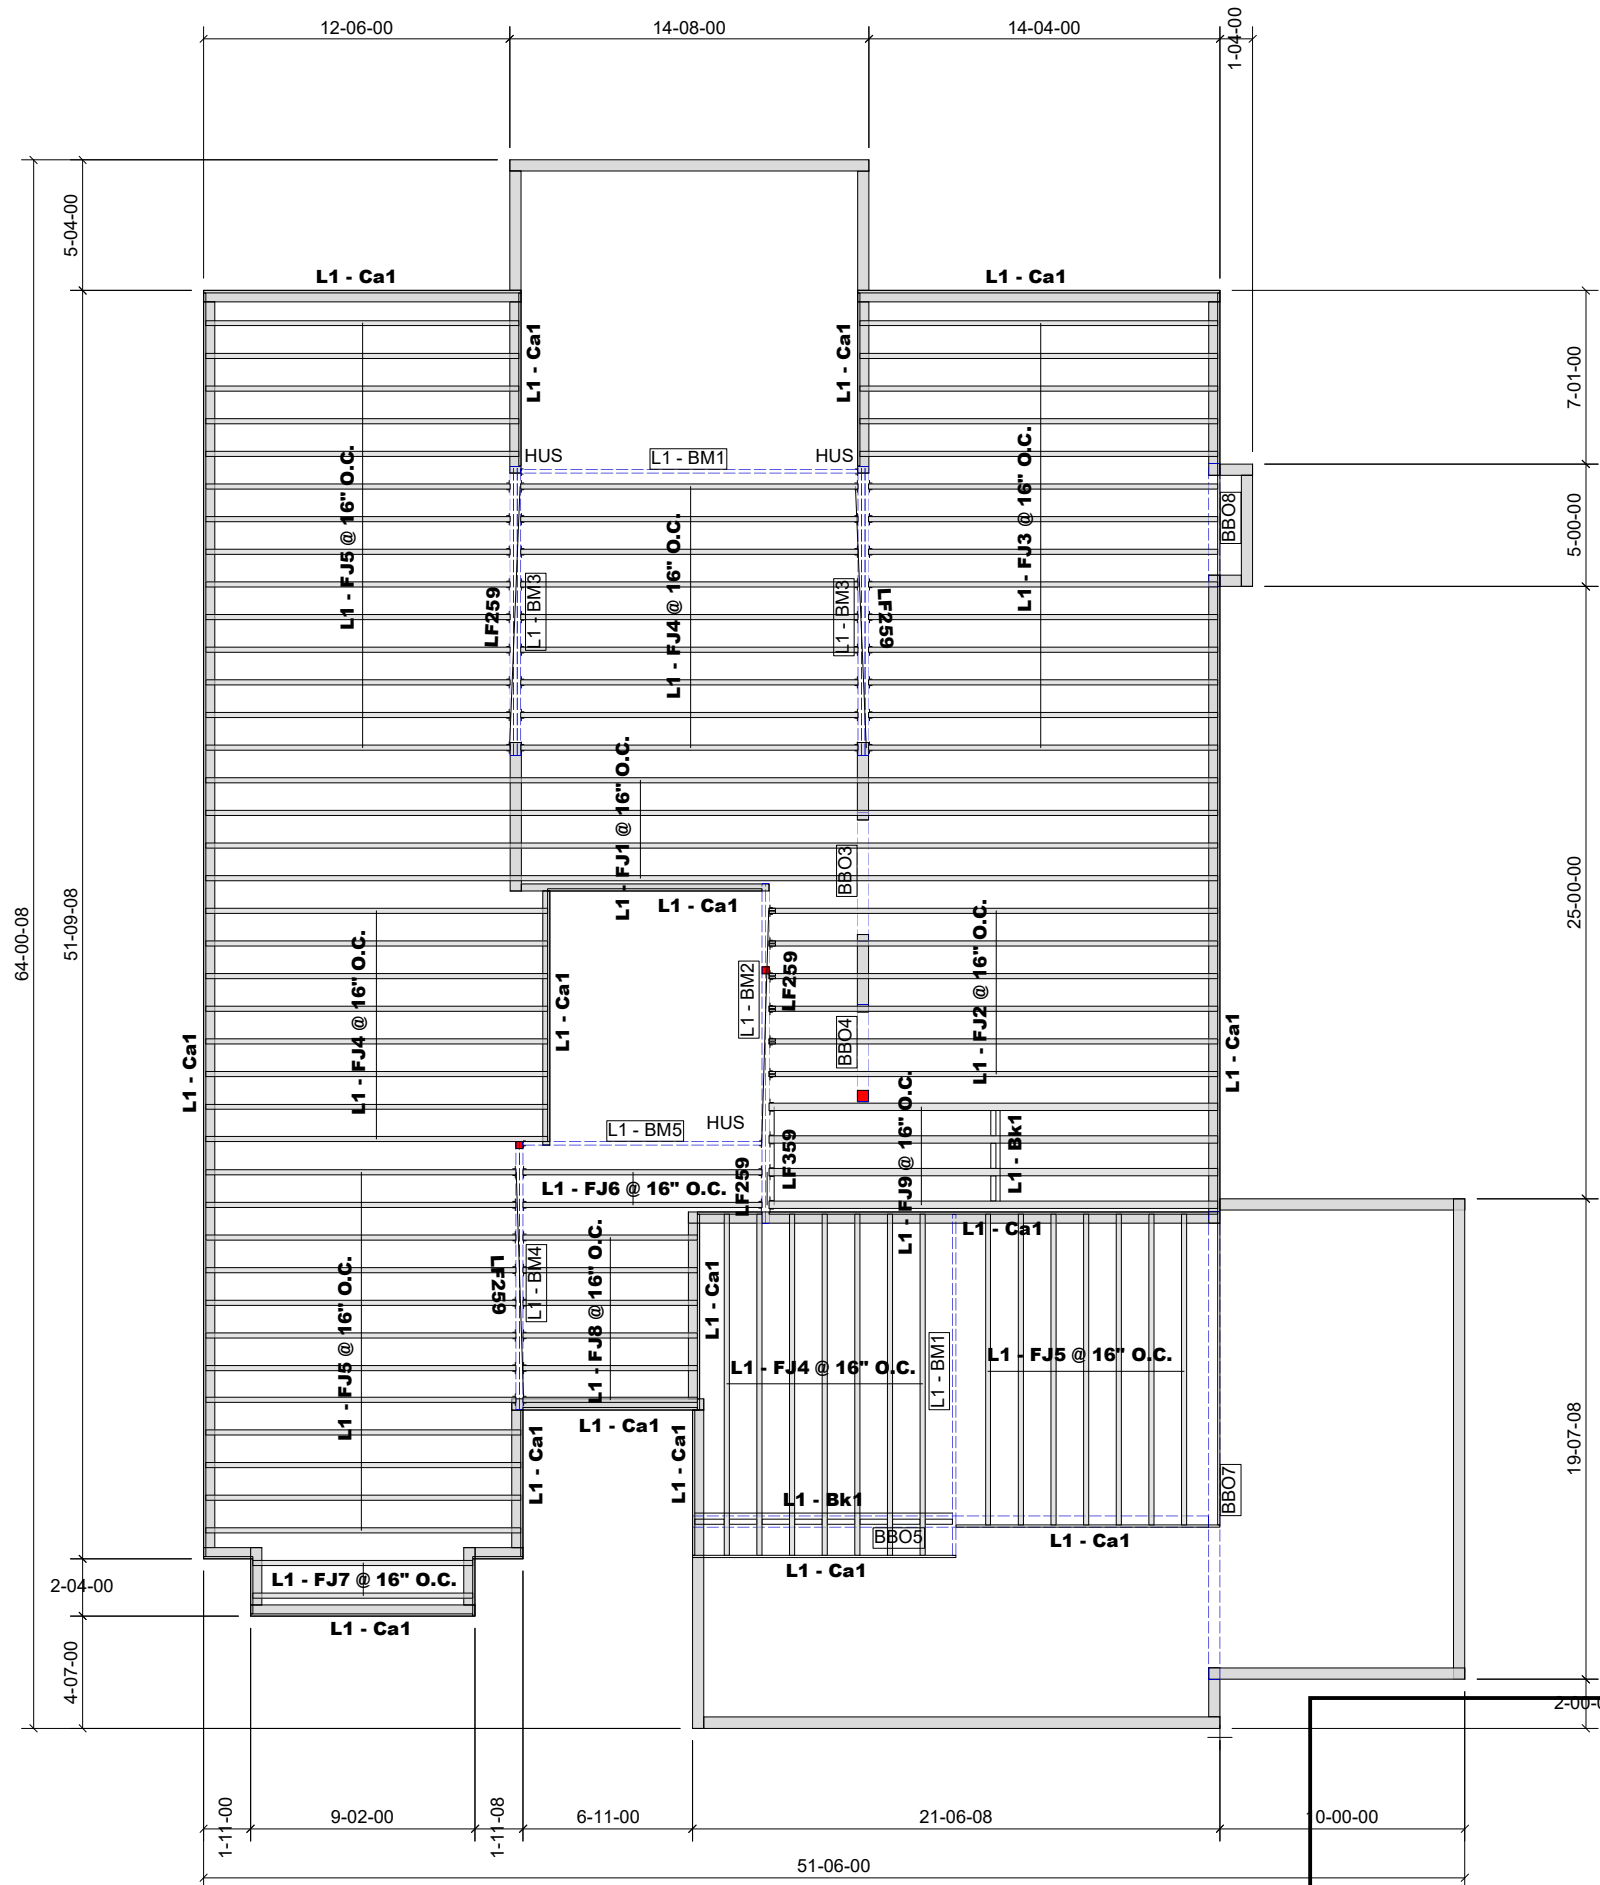 12-06-00
14-08-00
14-04-00
1-04-00
5-04-00
L1 - Ca1
L1 - Ca1
L1 - Ca1
L1 - Ca1
7-01-00
HUS
L1 - BM1
HUS
L1 - FJ5 @ 16" O.C.
L1 - FJ4 @ 16" O.C.
L1 - FJ3 @ 16" O.C.
BBO8
5-00-00
LF259
L1 - BM3
L1 - BM3
LF259
L1 - FJ1 @ 16" O.C.
BBO3
64-00-08
51-09-08
25-00-00
L1 - Ca1
L1 - FJ4 @ 16" O.C.
L1 - Ca1
L1 - BM2
LF259
L1 - FJ2 @ 16" O.C.
BBO4
L1 - Ca1
L1 - Ca1
L1 - BM5
HUS
LF359
L1 - FJ9 @ 16" O.C.
L1 - Bk1
L1 - FJ6 @ 16" O.C.
LF259
L1 - Ca1
L1 - FJ5 @ 16" O.C.
LF259
L1 - BM4
L1 - FJ8 @ 16" O.C.
L1 - Ca1
L1 - FJ4 @ 16" O.C.
L1 - BM1
L1 - FJ5 @ 16" O.C.
L1 - Ca1
L1 - Ca1
L1 - Ca1
L1 - Bk1
BBO5
BBO7
19-07-08
L1 - Ca1
L1 - Ca1
2-04-00
L1 - FJ7 @ 16" O.C.
L1 - Ca1
4-07-00
1-11-00
9-02-00
1-11-08
6-11-00
21-06-08
0-00-00
51-06-00